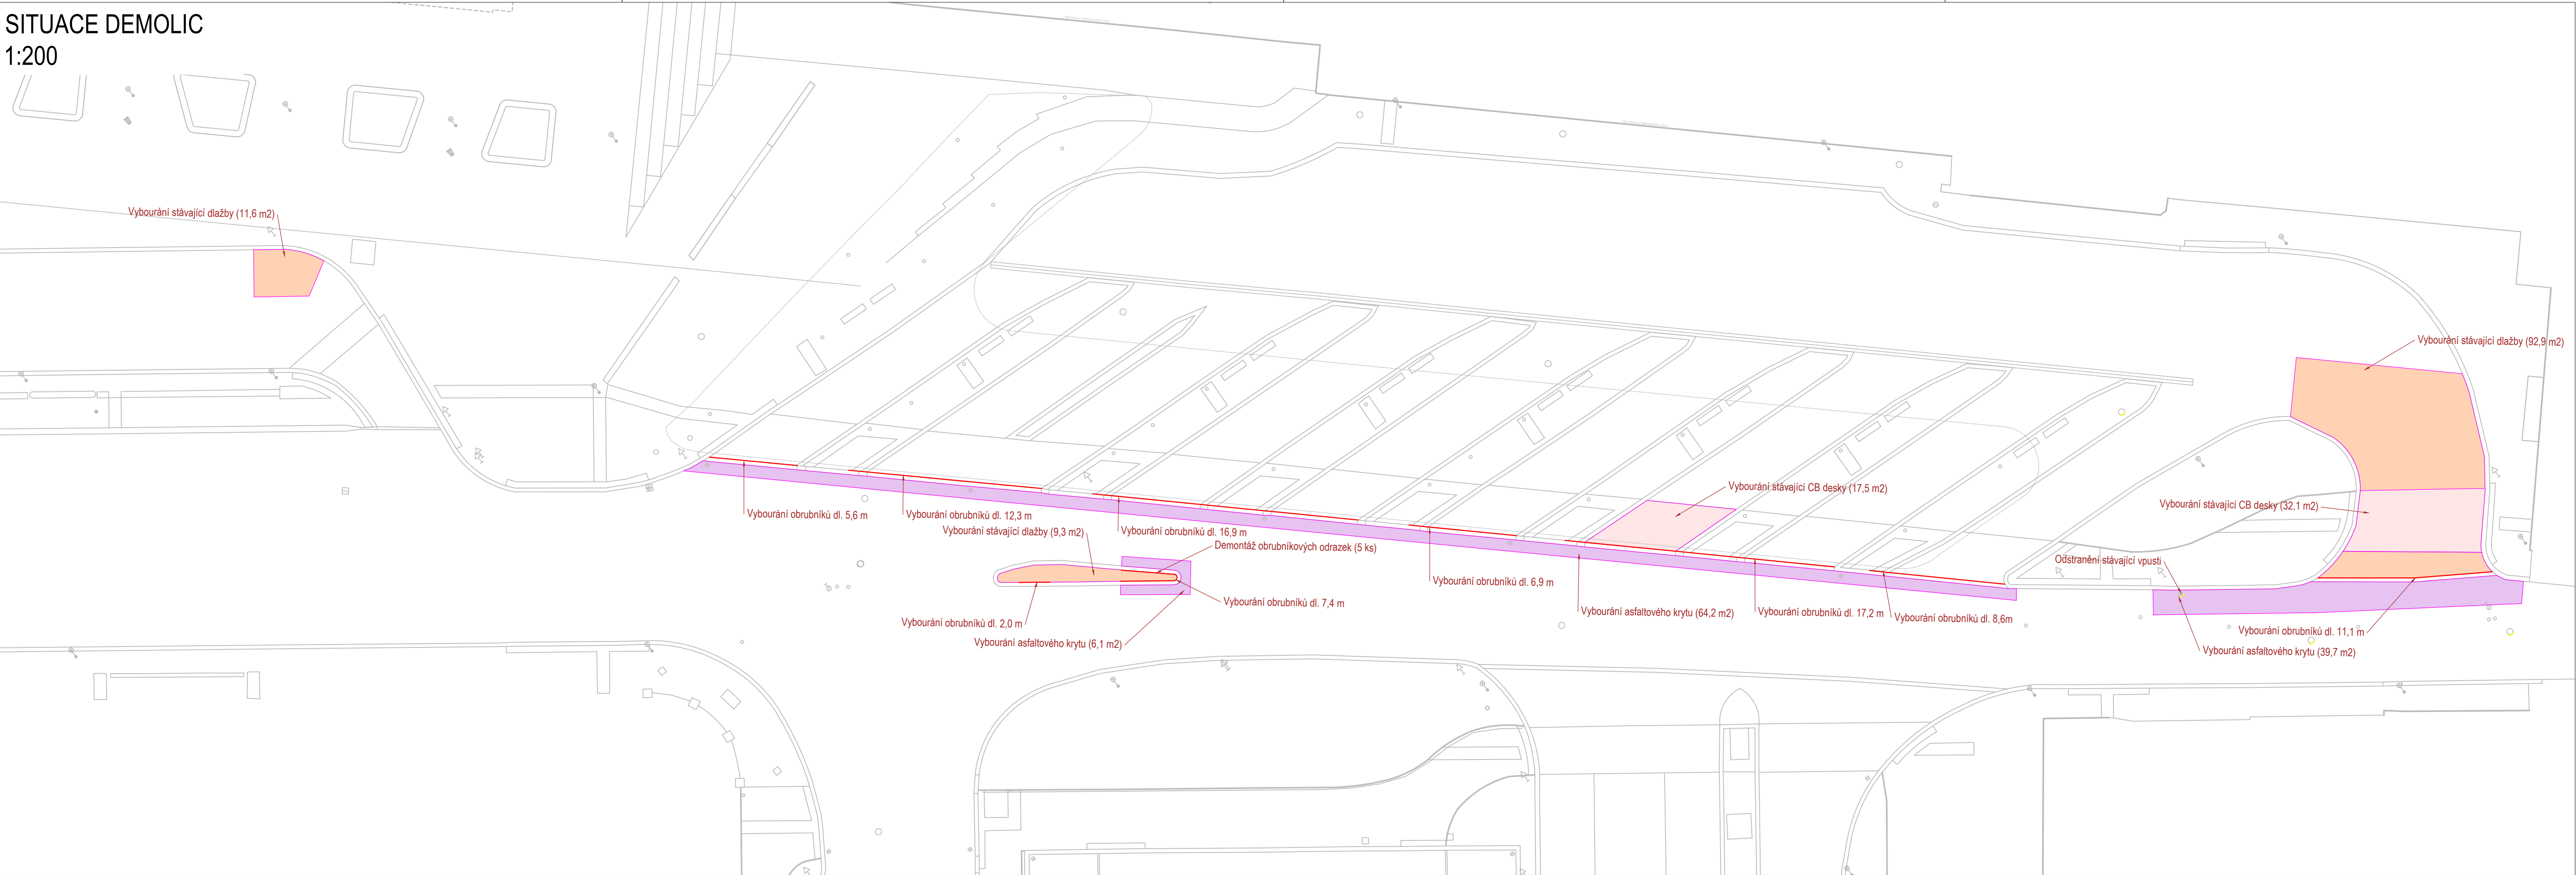 SITUACE DEMOLIC
1:200
Vybourání stávající dlažby (11,6 m2)
Vybourání stávající dlažby (92,9 m2)
Vybourání stávající CB desky (17,5 m2)
Vybourání stávající CB desky (32,1 m2)
Vybourání obrubníků dl. 5,6 m
Vybourání obrubníků dl. 12,3 m
Vybourání stávající dlažby (9,3 m2)
Vybourání obrubníků dl. 16,9 m
Demontáž obrubníkových odrazek (5 ks)
Odstranění stávající vpusti
Vybourání obrubníků dl. 6,9 m
Vybourání obrubníků dl. 7,4 m
Vybourání asfaltového krytu (64,2 m2)
Vybourání obrubníků dl. 17,2 m
Vybourání obrubníků dl. 8,6m
Vybourání obrubníků dl. 2,0 m
Vybourání obrubníků dl. 11,1 m
Vybourání asfaltového krytu (6,1 m2)
Vybourání asfaltového krytu (39,7 m2)